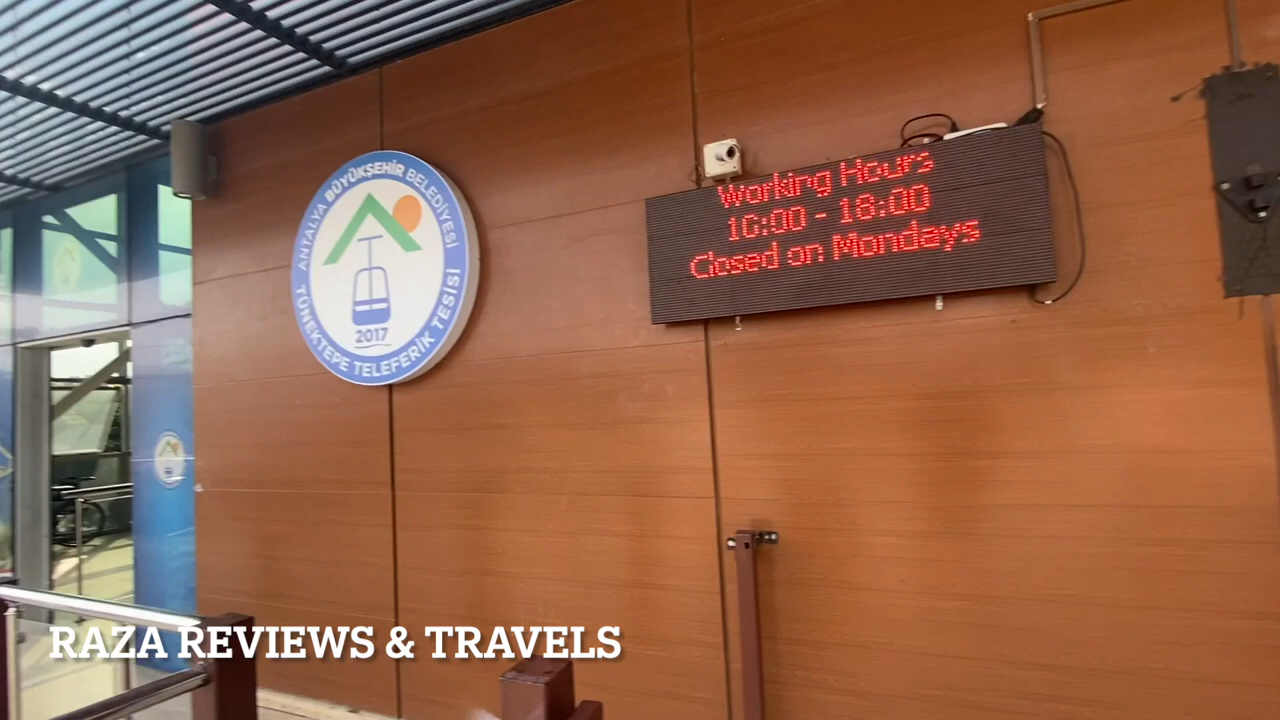 ANTALYA BÜYÜKŞEHİR BELEDİYESİ
2017
TÜNEKTEPE TELEFERİK TESİSİ
Working Hours
10:00 - 18:00
Closed on Mondays
RAZA REVIEWS & TRAVELS